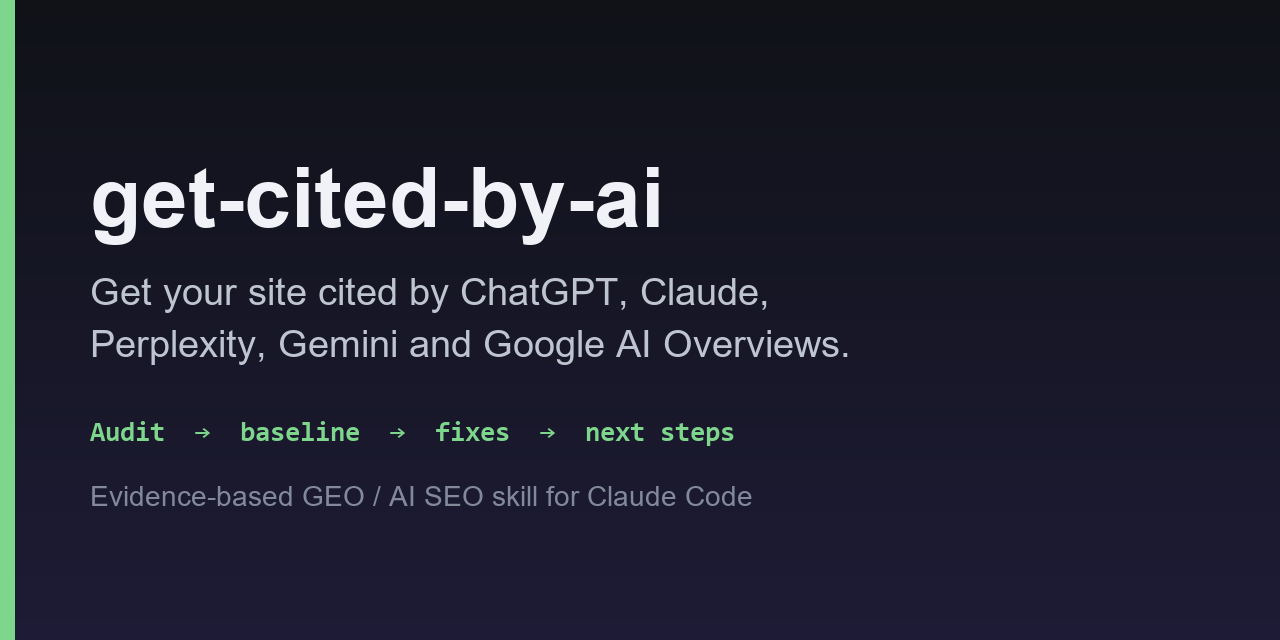 get-cited-by-ai
Get your site cited by ChatGPT, Claude,
Perplexity, Gemini and Google AI Overviews.
Audit → baseline → fixes → next steps
Evidence-based GEO / AI SEO skill for Claude Code